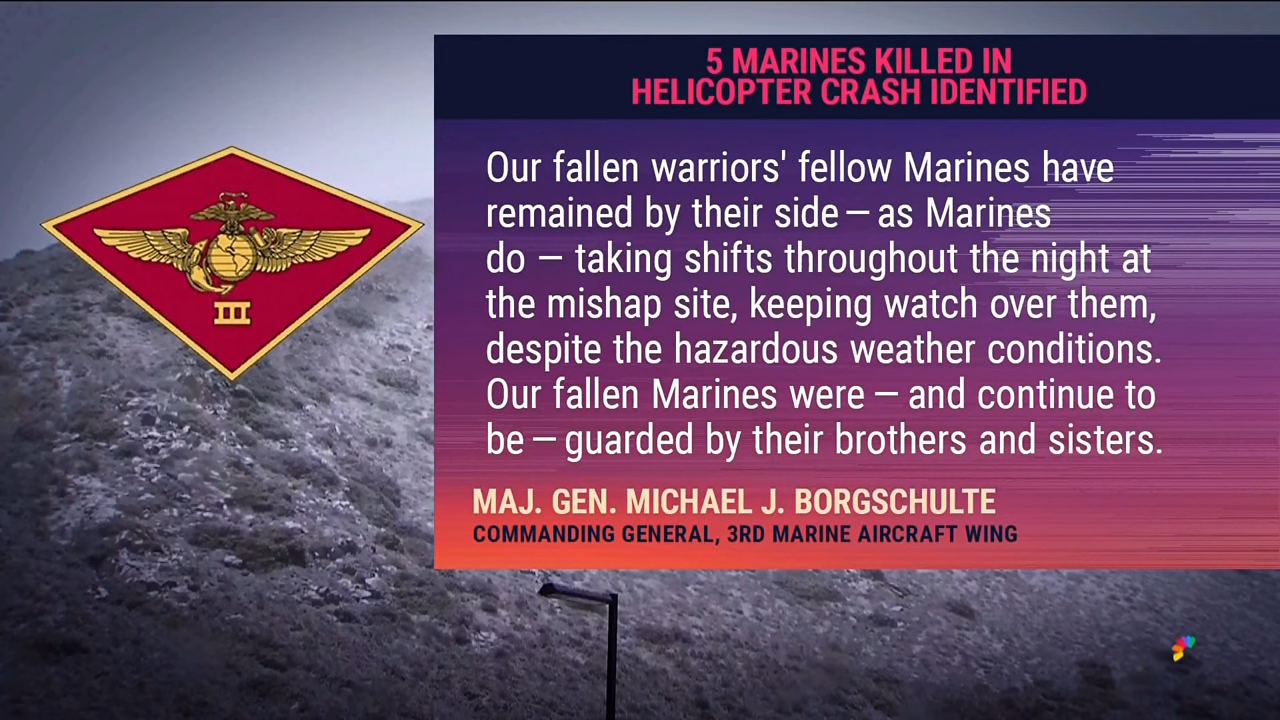 5 MARINES KILLED IN
HELICOPTER CRASH IDENTIFIED
Our fallen warriors' fellow Marines have
remained by their side — as Marines
do — taking shifts throughout the night at
the mishap site, keeping watch over them,
despite the hazardous weather conditions.
Our fallen Marines were — and continue to
be — guarded by their brothers and sisters.
MAJ. GEN. MICHAEL J. BORGSCHULTE
COMMANDING GENERAL, 3RD MARINE AIRCRAFT WING
III